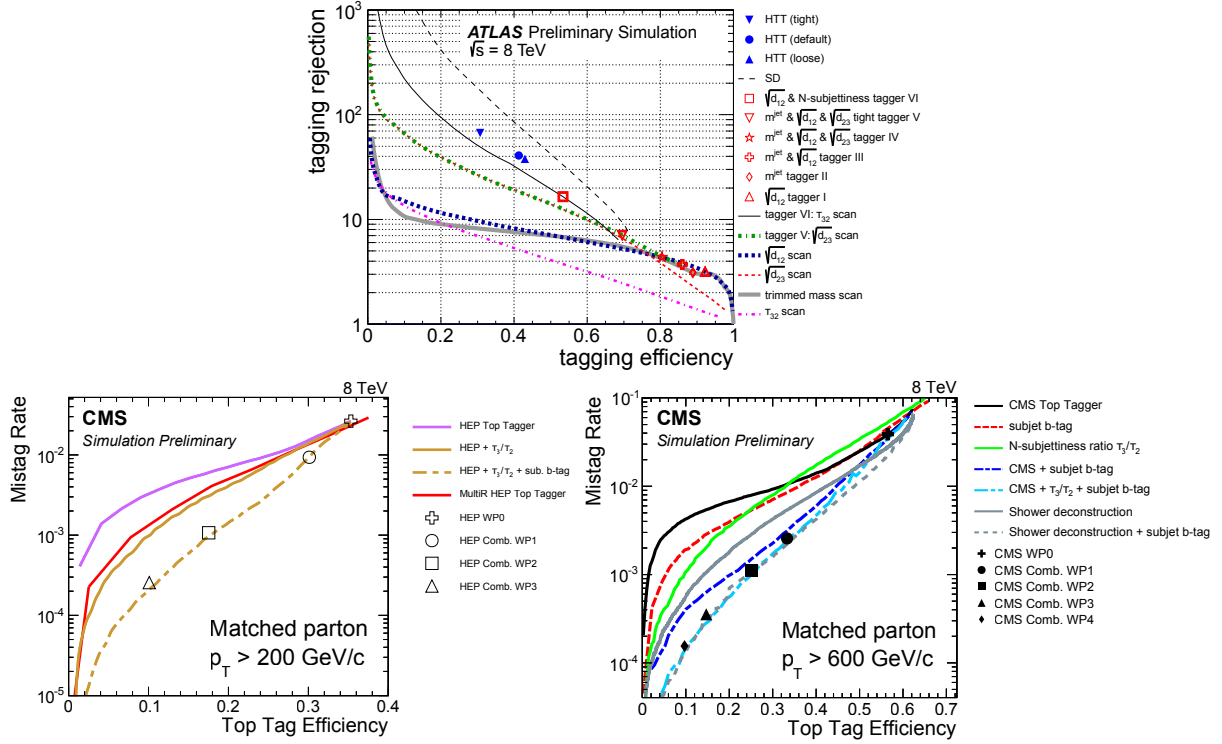 ATLAS Preliminary Simulation
√s = 8 TeV
tagging rejection
10³
10²
10
1
0 0.2 0.4 0.6 0.8 1
tagging efficiency
HTT (tight)
HTT (default)
HTT (loose)
SD
√d₁₂ & N-subjettiness tagger VI
m^jet & √d₁₂ & √d₂₃ tight tagger V
m^jet & √d₁₂ & √d₂₃ tagger IV
m^jet & √d₁₂ tagger III
m^jet tagger II
√d₁₂ tagger I
tagger VI: τ₃₂ scan
tagger V: √d₂₃ scan
√d₁₂ scan
√d₂₃ scan
trimmed mass scan
τ₃₂ scan
8 TeV
CMS
Simulation Preliminary
Mistag Rate
10⁻²
10⁻³
10⁻⁴
10⁻⁵
Matched parton
p_T > 200 GeV/c
0 0.1 0.2 0.3 0.4
Top Tag Efficiency
HEP Top Tagger
HEP + τ₃/τ₂
HEP + τ₃/τ₂ + sub. b-tag
MultiR HEP Top Tagger
HEP WP0
HEP Comb. WP1
HEP Comb. WP2
HEP Comb. WP3
8 TeV
CMS
Simulation Preliminary
Mistag Rate
10⁻¹
10⁻²
10⁻³
10⁻⁴
Matched parton
p_T > 600 GeV/c
0 0.1 0.2 0.3 0.4 0.5 0.6 0.7
Top Tag Efficiency
CMS Top Tagger
subjet b-tag
N-subjettiness ratio τ₃/τ₂
CMS + subjet b-tag
CMS + τ₃/τ₂ + subjet b-tag
Shower deconstruction
Shower deconstruction + subjet b-tag
CMS WP0
CMS Comb. WP1
CMS Comb. WP2
CMS Comb. WP3
CMS Comb. WP4